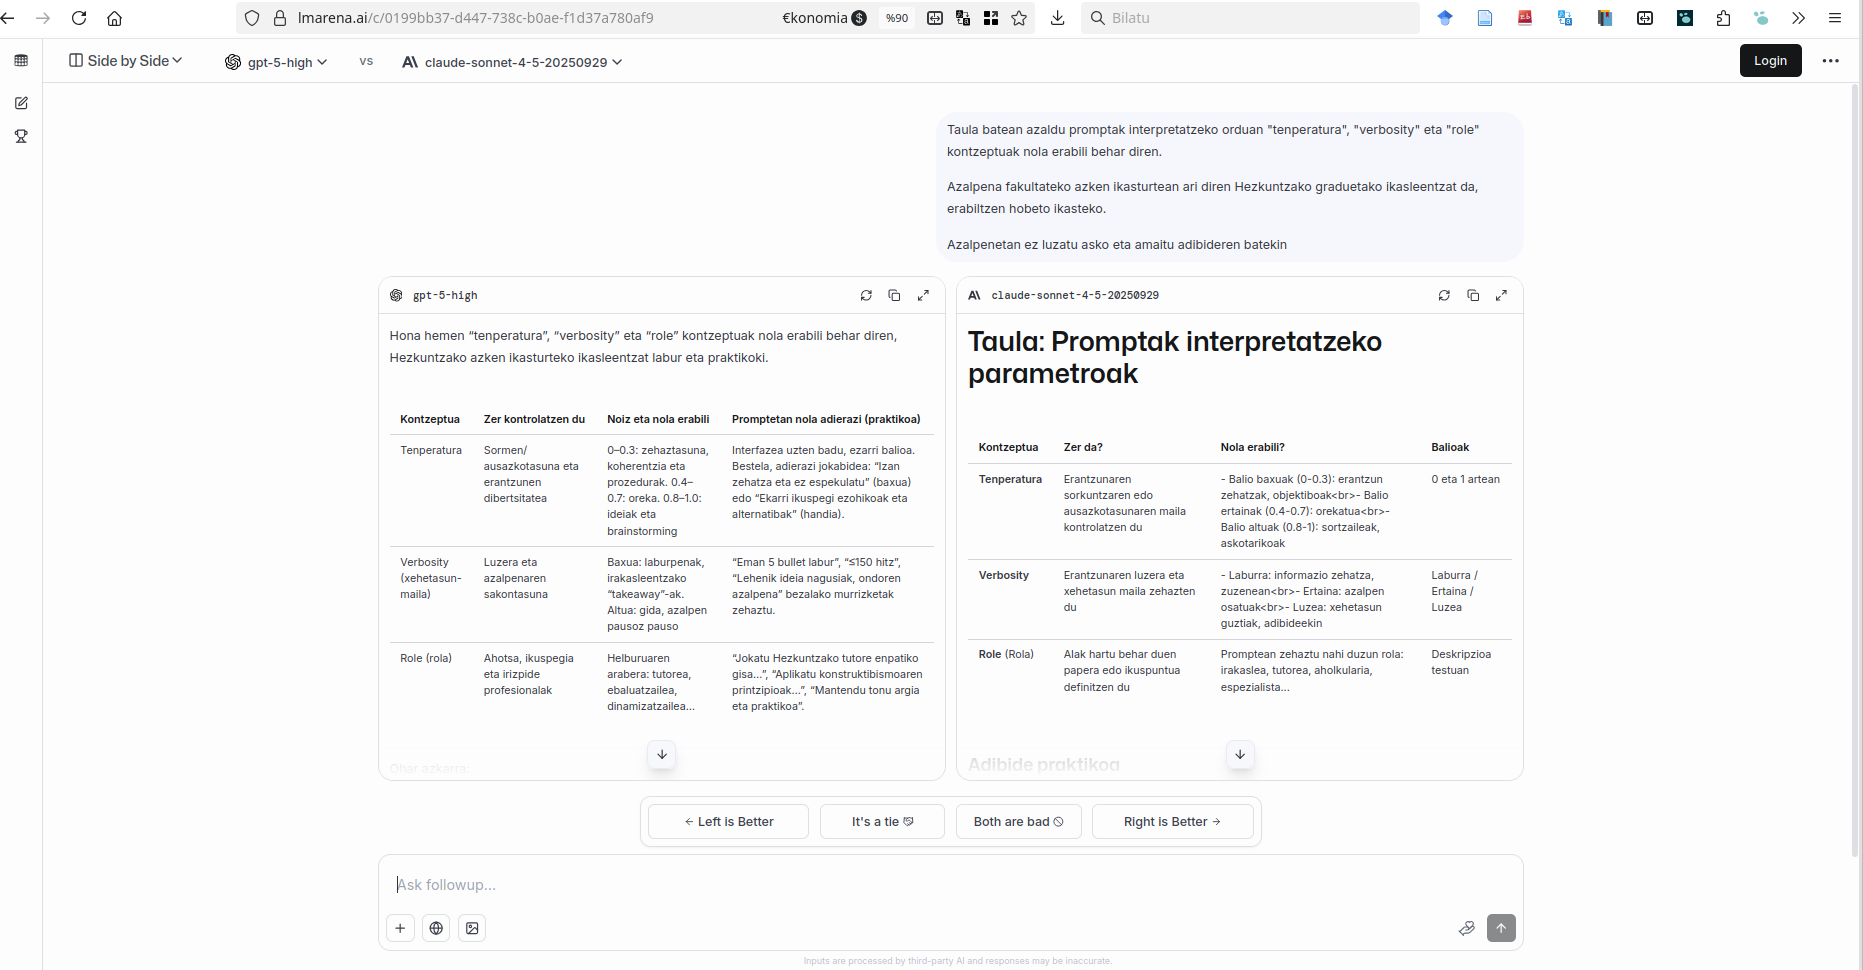 lmarena.ai/c/0199bb37-d447-738c-b0ae-f1d37a780af9
€konomia
$
%90
Bilatu
Side by Side
gpt-5-high
vs
claude-sonnet-4-5-20250929
Login
Taula batean azaldu promptak interpretatzeko orduan "tenperatura", "verbosity" eta "role"
kontzeptuak nola erabili behar diren.
Azalpena fakultateko azken ikasturtean ari diren Hezkuntzako graduetako ikasleentzat da,
erabiltzen hobeto ikasteko.
Azalpenetan ez luzatu asko eta amaitu adibideren batekin
gpt-5-high
Hona hemen “tenperatura”, “verbosity” eta “role” kontzeptuak nola erabili behar diren,
Hezkuntzako azken ikasturteko ikasleentzat labur eta praktikoki.
Kontzeptua Zer kontrolatzen du Noiz eta nola erabili Promptetan nola adierazi (praktikoa)
Tenperatura
Sormen/
ausazkotasuna eta
erantzunen
dibertsitatea
0–0.3: zehaztasuna,
koherentzia eta
prozedurak. 0.4–
0.7: oreka. 0.8–1.0:
ideiak eta
brainstorming
Interfazea uzten badu, ezarri balioa.
Bestela, adierazi jokabidea: “Izan
zehatza eta ez espekulatu” (baxua)
edo “Ekarri ikuspegi ezohikoak eta
alternatibak” (handia).
Verbosity
(xehetasun-
maila)
Luzera eta
azalpenaren
sakontasuna
Baxua: laburpenak,
irakasleentzako
“takeaway”-ak.
Altua: gida, azalpen
pausoz pauso
“Eman 5 bullet labur”, “≤150 hitz”,
“Lehenik ideia nagusiak, ondoren
azalpena” bezalako murrizketak
zehaztu.
Role (rola)
Ahotsa, ikuspegia
eta irizpide
profesionalak
Helburuaren
arabera: tutorea,
ebaluatzailea,
dinamizatzailea…
“Jokatu Hezkuntzako tutore enpatiko
gisa…”, “Aplikatu konstruktibismoaren
printzipioak…”, “Mantendu tonu argia
eta praktikoa”.
Ohar azkarra:
claude-sonnet-4-5-20250929
Taula: Promptak interpretatzeko
parametroak
Kontzeptua Zer da? Nola erabili? Balioak
Tenperatura
Erantzunaren
sorkuntzaren edo
ausazkotasunaren maila
kontrolatzen du
- Balio baxuak (0-0.3): erantzun
zehatzak, objektiboak<br>- Balio
ertainak (0.4-0.7): orekatua<br>-
Balio altuak (0.8-1): sortzaileak,
askotarikoak
0 eta 1 artean
Verbosity
Erantzunaren luzera eta
xehetasun maila zehazten
du
- Laburra: informazio zehatza,
zuzenean<br>- Ertaina: azalpen
osatuak<br>- Luzea: xehetasun
guztiak, adibideekin
Laburra /
Ertaina /
Luzea
Role (Rola)
AIak hartu behar duen
papera edo ikuspuntua
definitzen du
Promptean zehaztu nahi duzun rola:
irakaslea, tutorea, aholkularia,
espezialista...
Deskripzioa
testuan
Adibide praktikoa
Left is Better
It's a tie
Both are bad
Right is Better
Ask followup…
Inputs are processed by third-party AI and responses may be inaccurate.